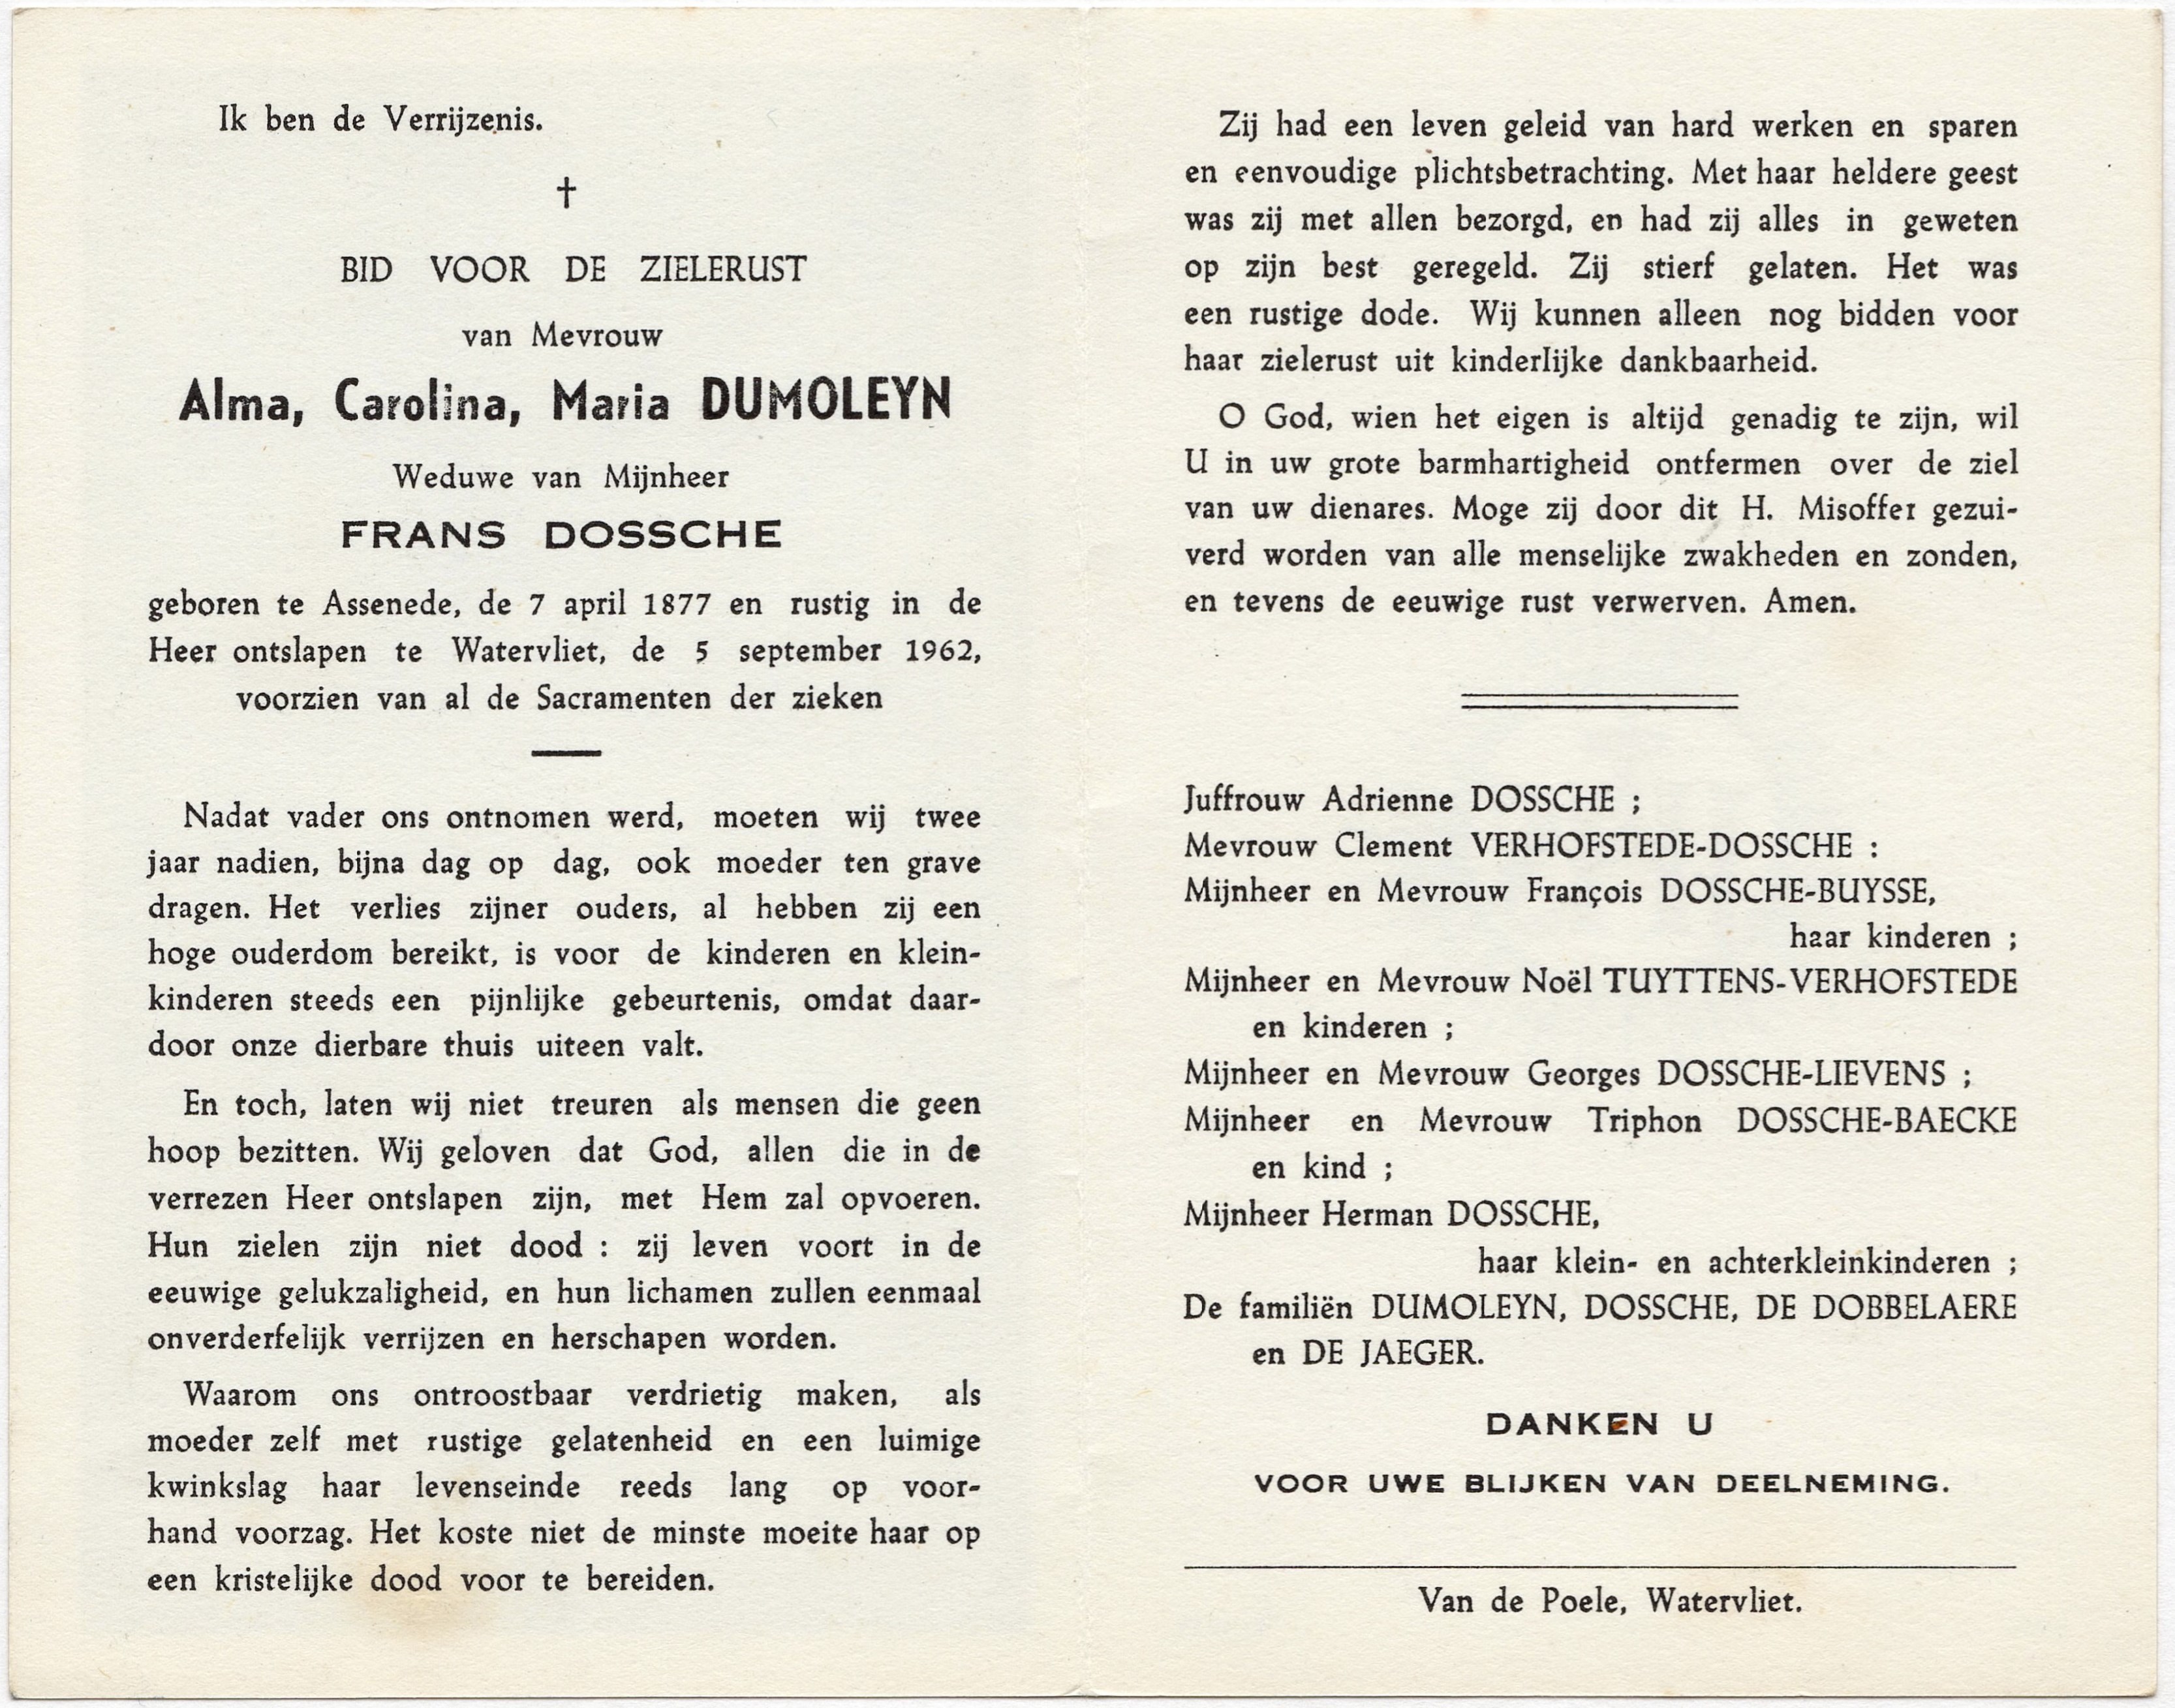 Ik ben de Verrijzenis.
†
BID VOOR DE ZIELERUST
van Mevrouw
Alma, Carolina, Maria DUMOLEYN
Weduwe van Mijnheer
FRANS DOSSCHE
geboren te Assenede, de 7 april 1877 en rustig in de
Heer ontslapen te Watervliet, de 5 september 1962,
voorzien van al de Sacramenten der zieken
Nadat vader ons ontnomen werd, moeten wij twee
jaar nadien, bijna dag op dag, ook moeder ten grave
dragen. Het verlies zijner ouders, al hebben zij een
hoge ouderdom bereikt, is voor de kinderen en klein-
kinderen steeds een pijnlijke gebeurtenis, omdat daar-
door onze dierbare thuis uiteen valt.
En toch, laten wij niet treuren als mensen die geen
hoop bezitten. Wij geloven dat God, allen die in de
verrezen Heer ontslapen zijn, met Hem zal opvoeren.
Hun zielen zijn niet dood : zij leven voort in de
eeuwige gelukzaligheid, en hun lichamen zullen eenmaal
onverderfelijk verrijzen en herschapen worden.
Waarom ons ontroostbaar verdrietig maken, als
moeder zelf met rustige gelatenheid en een luimige
kwinkslag haar levenseinde reeds lang op voor-
hand voorzag. Het koste niet de minste moeite haar op
een kristelijke dood voor te bereiden.
Zij had een leven geleid van hard werken en sparen
en eenvoudige plichtsbetrachting. Met haar heldere geest
was zij met allen bezorgd, en had zij alles in geweten
op zijn best geregeld. Zij stierf gelaten. Het was
een rustige dode. Wij kunnen alleen nog bidden voor
haar zielerust uit kinderlijke dankbaarheid.
O God, wien het eigen is altijd genadig te zijn, wil
U in uw grote barmhartigheid ontfermen over de ziel
van uw dienares. Moge zij door dit H. Misoffer gezui-
verd worden van alle menselijke zwakheden en zonden,
en tevens de eeuwige rust verwerven. Amen.
Juffrouw Adrienne DOSSCHE ;
Mevrouw Clement VERHOFSTEDE-DOSSCHE :
Mijnheer en Mevrouw François DOSSCHE-BUYSSE,
haar kinderen ;
Mijnheer en Mevrouw Noël TUYTTENS-VERHOFSTEDE
en kinderen ;
Mijnheer en Mevrouw Georges DOSSCHE-LIEVENS ;
Mijnheer en Mevrouw Triphon DOSSCHE-BAECKE
en kind ;
Mijnheer Herman DOSSCHE,
haar klein- en achterkleinkinderen ;
De familiën DUMOLEYN, DOSSCHE, DE DOBBELAERE
en DE JAEGER.
DANKEN U
VOOR UWE BLIJKEN VAN DEELNEMING.
Van de Poele, Watervliet.